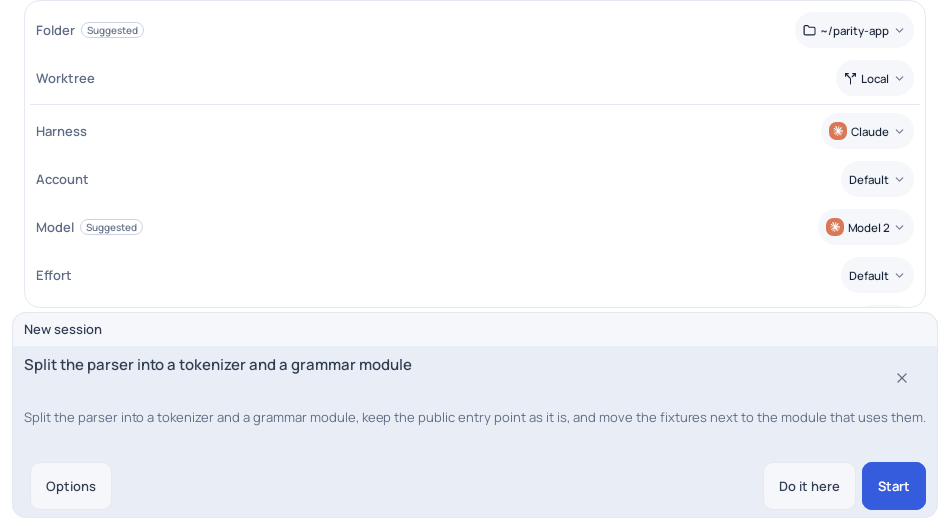 Folder Suggested ~/parity-app
Worktree Local
Harness Claude
Account Default
Model Suggested Model 2
Effort Default
New session
Split the parser into a tokenizer and a grammar module
Split the parser into a tokenizer and a grammar module, keep the public entry point as it is, and move the fixtures next to the module that uses them.
Options Do it here Start